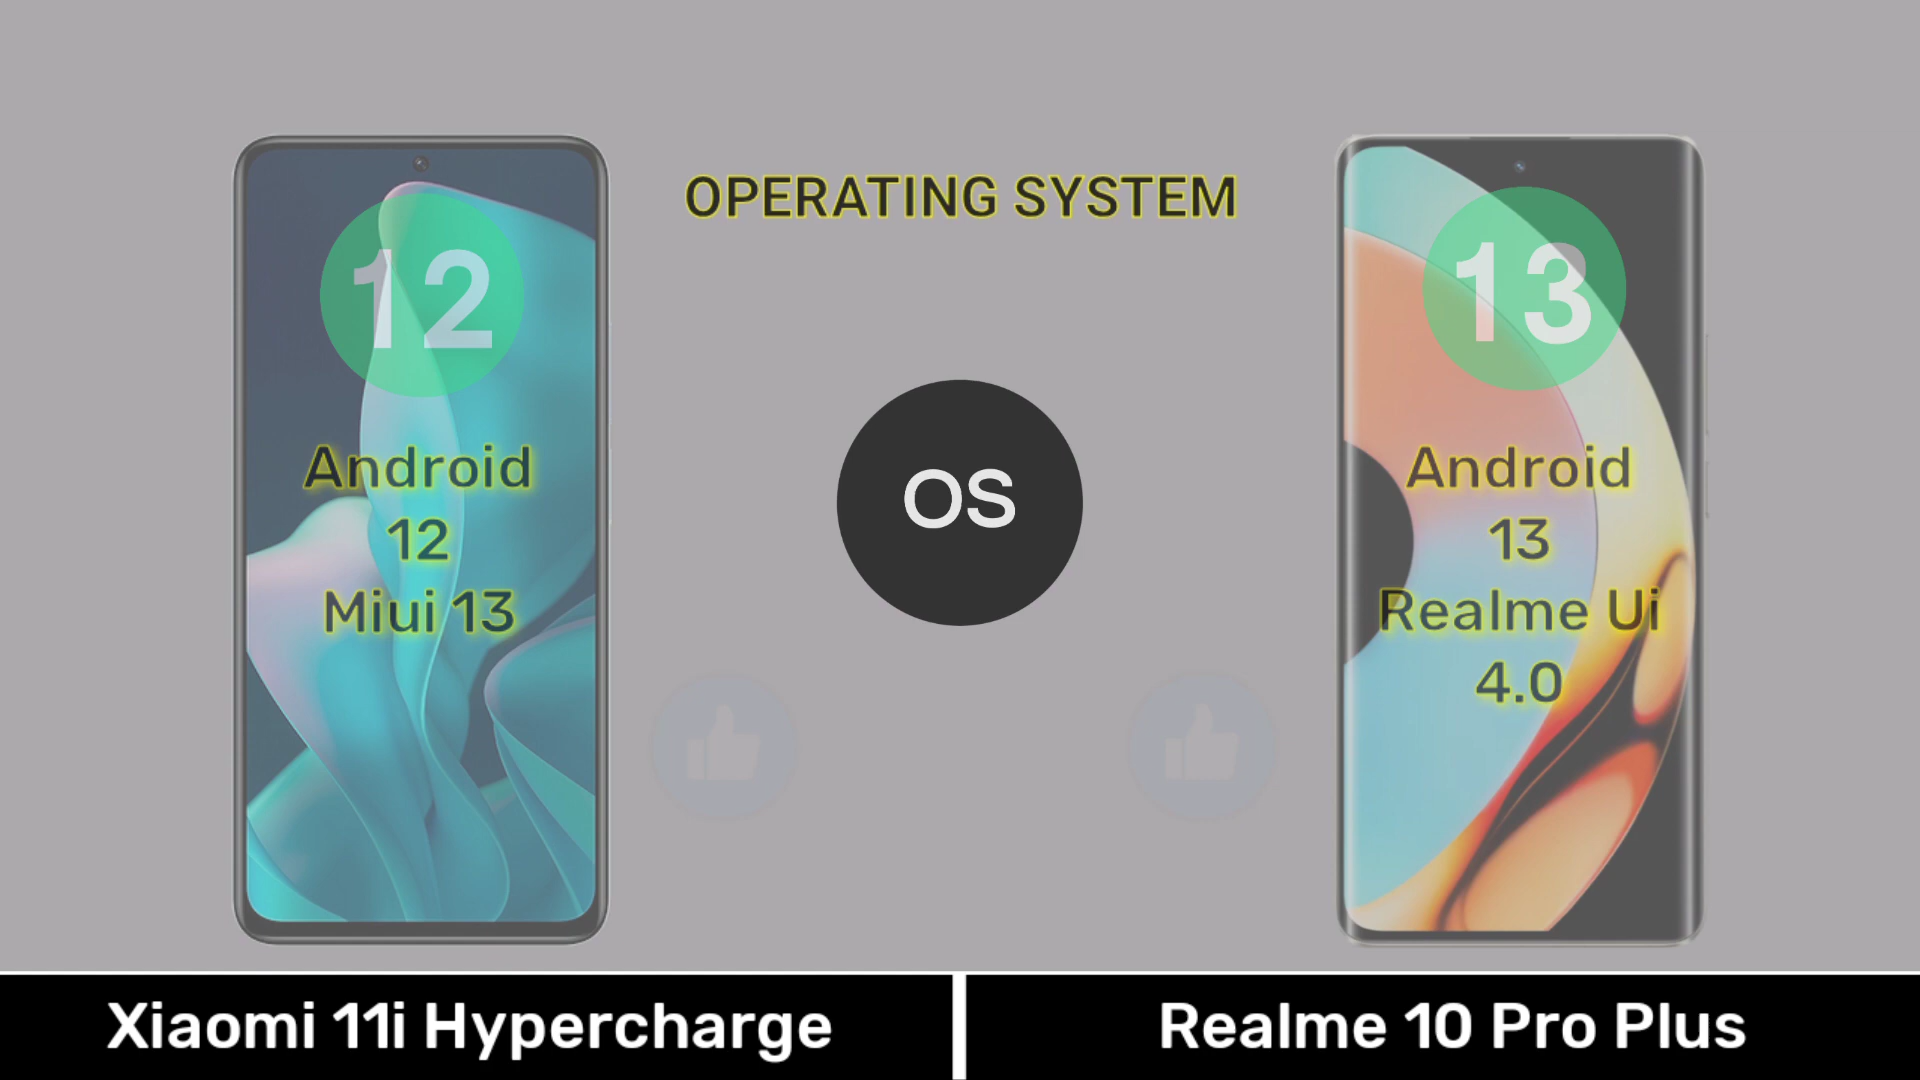 OPERATING SYSTEM
12
Android
12
Miui 13
OS
13
Android
13
Realme Ui
4.0
Xiaomi 11i Hypercharge
Realme 10 Pro Plus